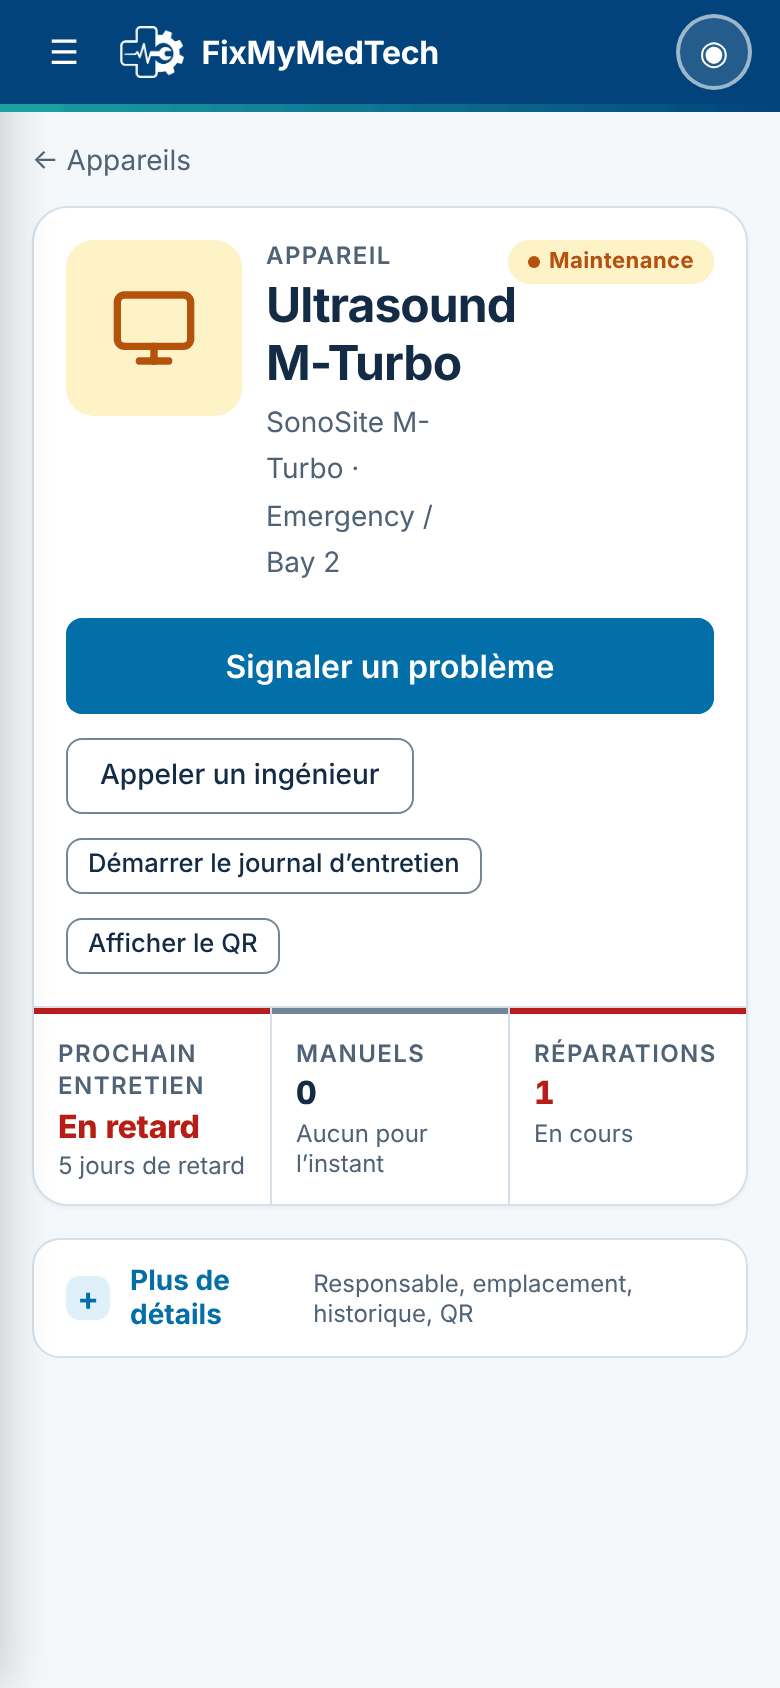 FixMyMedTech
← Appareils
APPAREIL
Maintenance
Ultrasound
M-Turbo
SonoSite M-
Turbo ·
Emergency /
Bay 2
Signaler un problème
Appeler un ingénieur
Démarrer le journal d’entretien
Afficher le QR
PROCHAIN
ENTRETIEN
En retard
5 jours de retard
MANUELS
0
Aucun pour
l’instant
RÉPARATIONS
1
En cours
+
Plus de
détails
Responsable, emplacement,
historique, QR